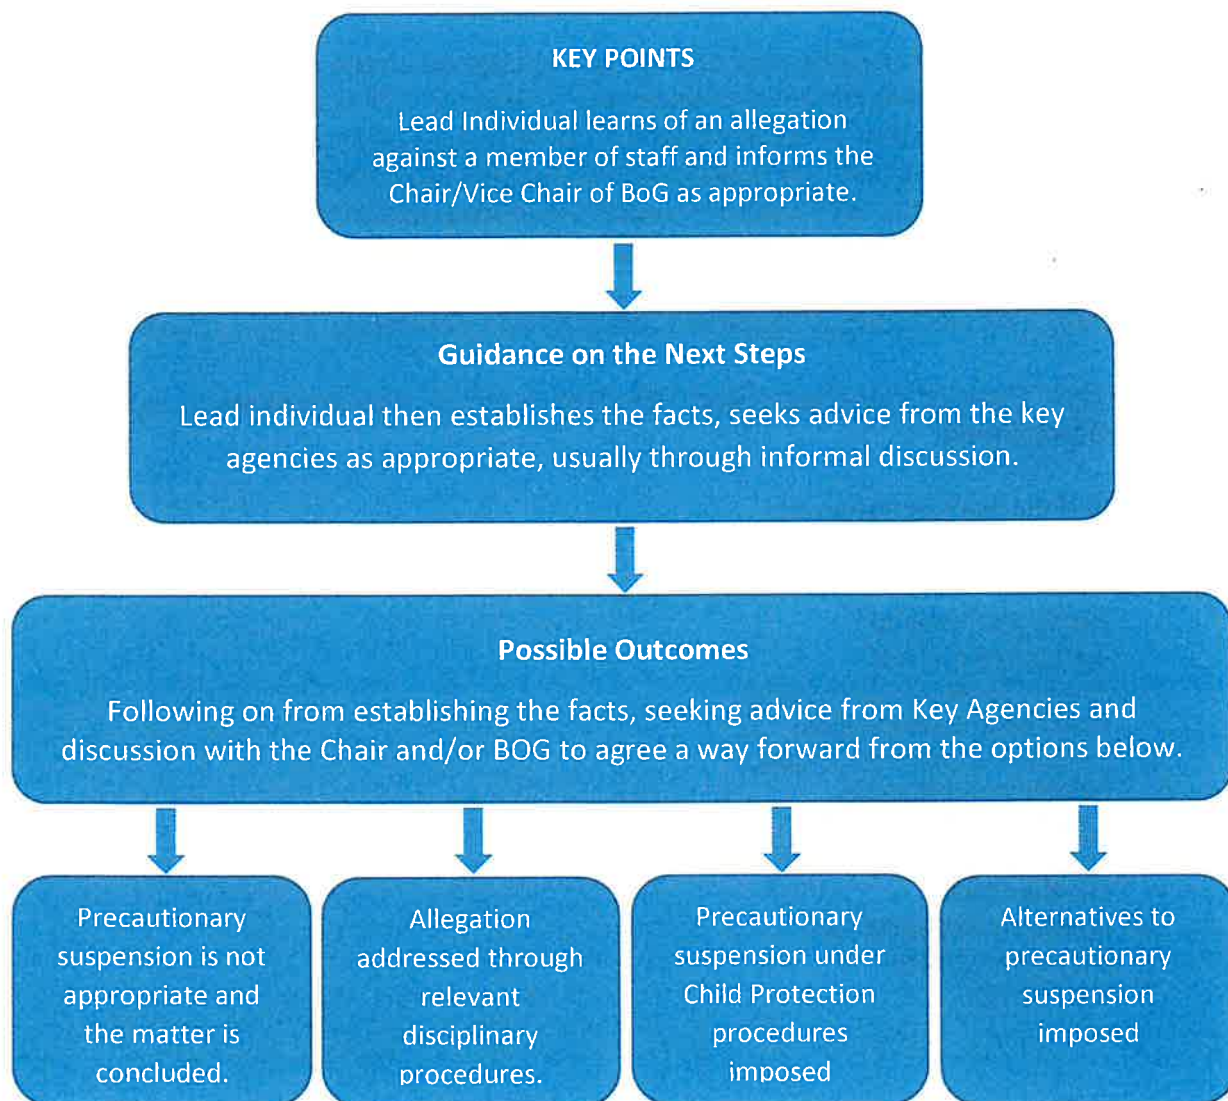 KEY POINTS
Lead Individual learns of an allegation
against a member of staff and informs the
Chair/Vice Chair of BoG as appropriate.
Guidance on the Next Steps
Lead individual then establishes the facts, seeks advice from the key
agencies as appropriate, usually through informal discussion.
Possible Outcomes
Following on from establishing the facts, seeking advice from Key Agencies and
discussion with the Chair and/or BOG to agree a way forward from the options below.
Precautionary
suspension is not
appropriate and
the matter is
concluded.
Allegation
addressed through
relevant
disciplinary
procedures.
Precautionary
suspension under
Child Protection
procedures
imposed
Alternatives to
precautionary
suspension
imposed